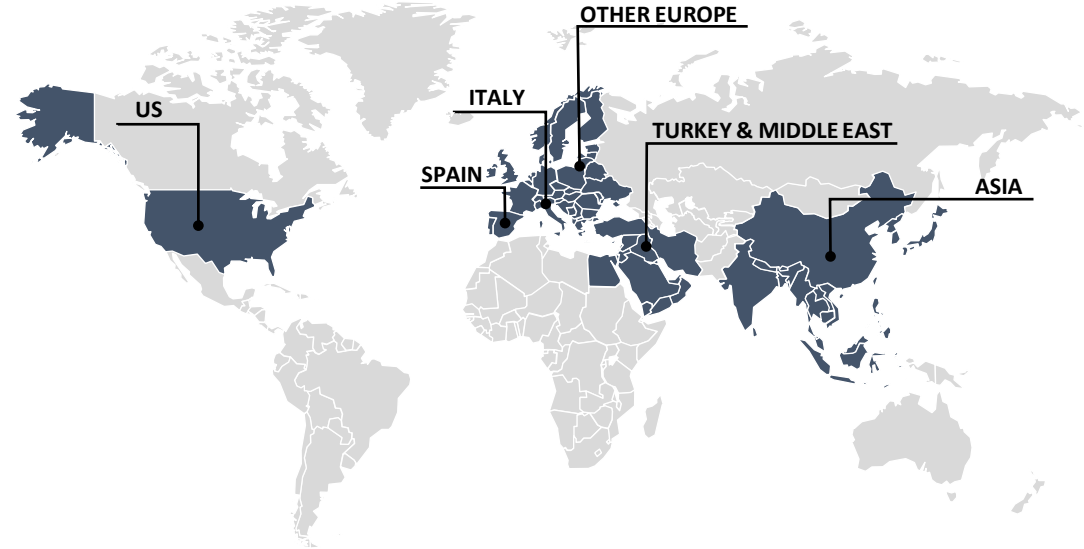 OTHER EUROPE
US
ITALY
TURKEY & MIDDLE EAST
SPAIN
ASIA